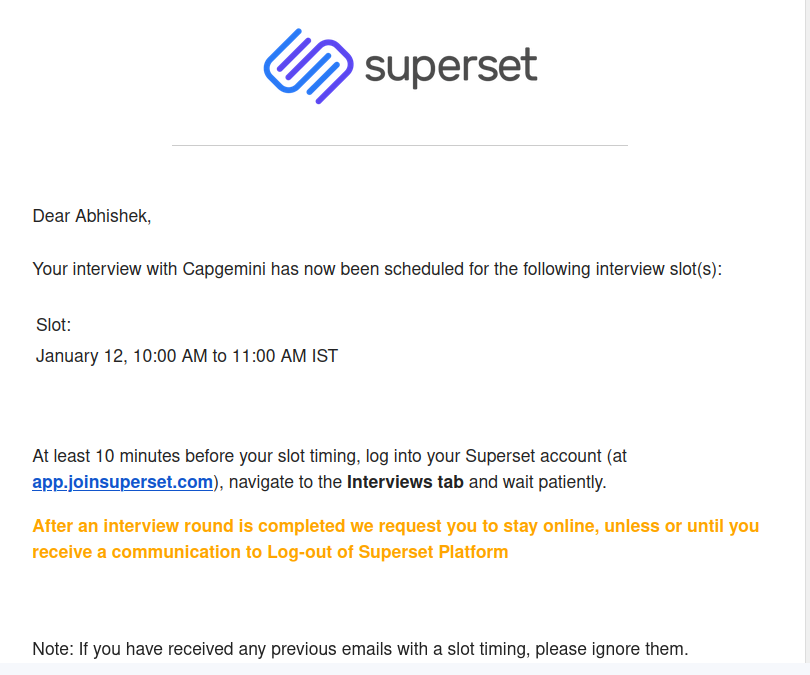 superset
Dear Abhishek,
Your interview with Capgemini has now been scheduled for the following interview slot(s):
Slot:
January 12, 10:00 AM to 11:00 AM IST
At least 10 minutes before your slot timing, log into your Superset account (at
app.joinsuperset.com), navigate to the Interviews tab and wait patiently.
After an interview round is completed we request you to stay online, unless or until you
receive a communication to Log-out of Superset Platform
Note: If you have received any previous emails with a slot timing, please ignore them.